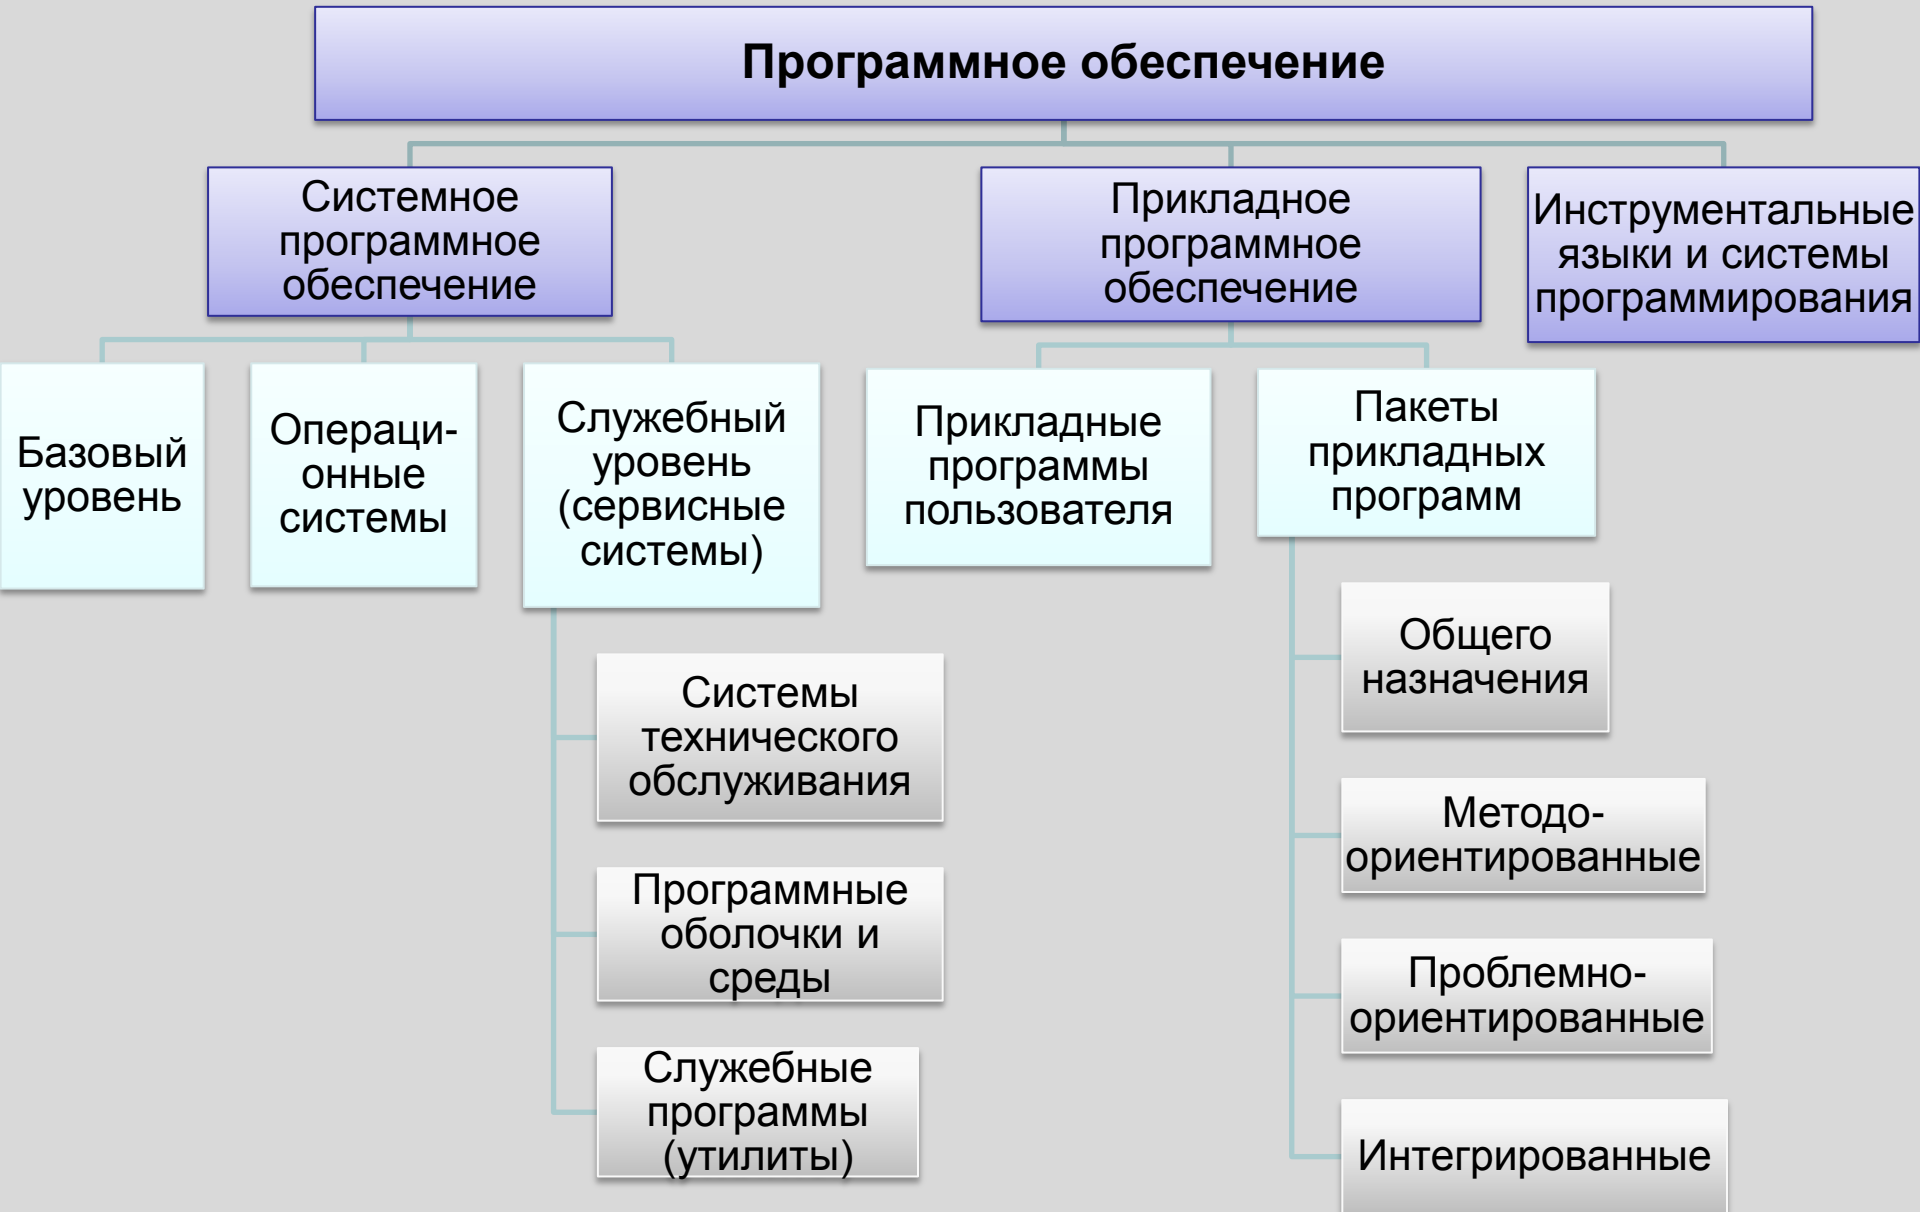 Программное обеспечение
Системное
программное
обеспечение
Прикладное
программное
обеспечение
Инструментальные
языки и системы
программирования
Базовый
уровень
Операци-
онные
системы
Служебный
уровень
(сервисные
системы)
Прикладные
программы
пользователя
Пакеты
прикладных
программ
Системы
технического
обслуживания
Программные
оболочки и
среды
Служебные
программы
(утилиты)
Общего
назначения
Методо-
ориентированные
Проблемно-
ориентированные
Интегрированные